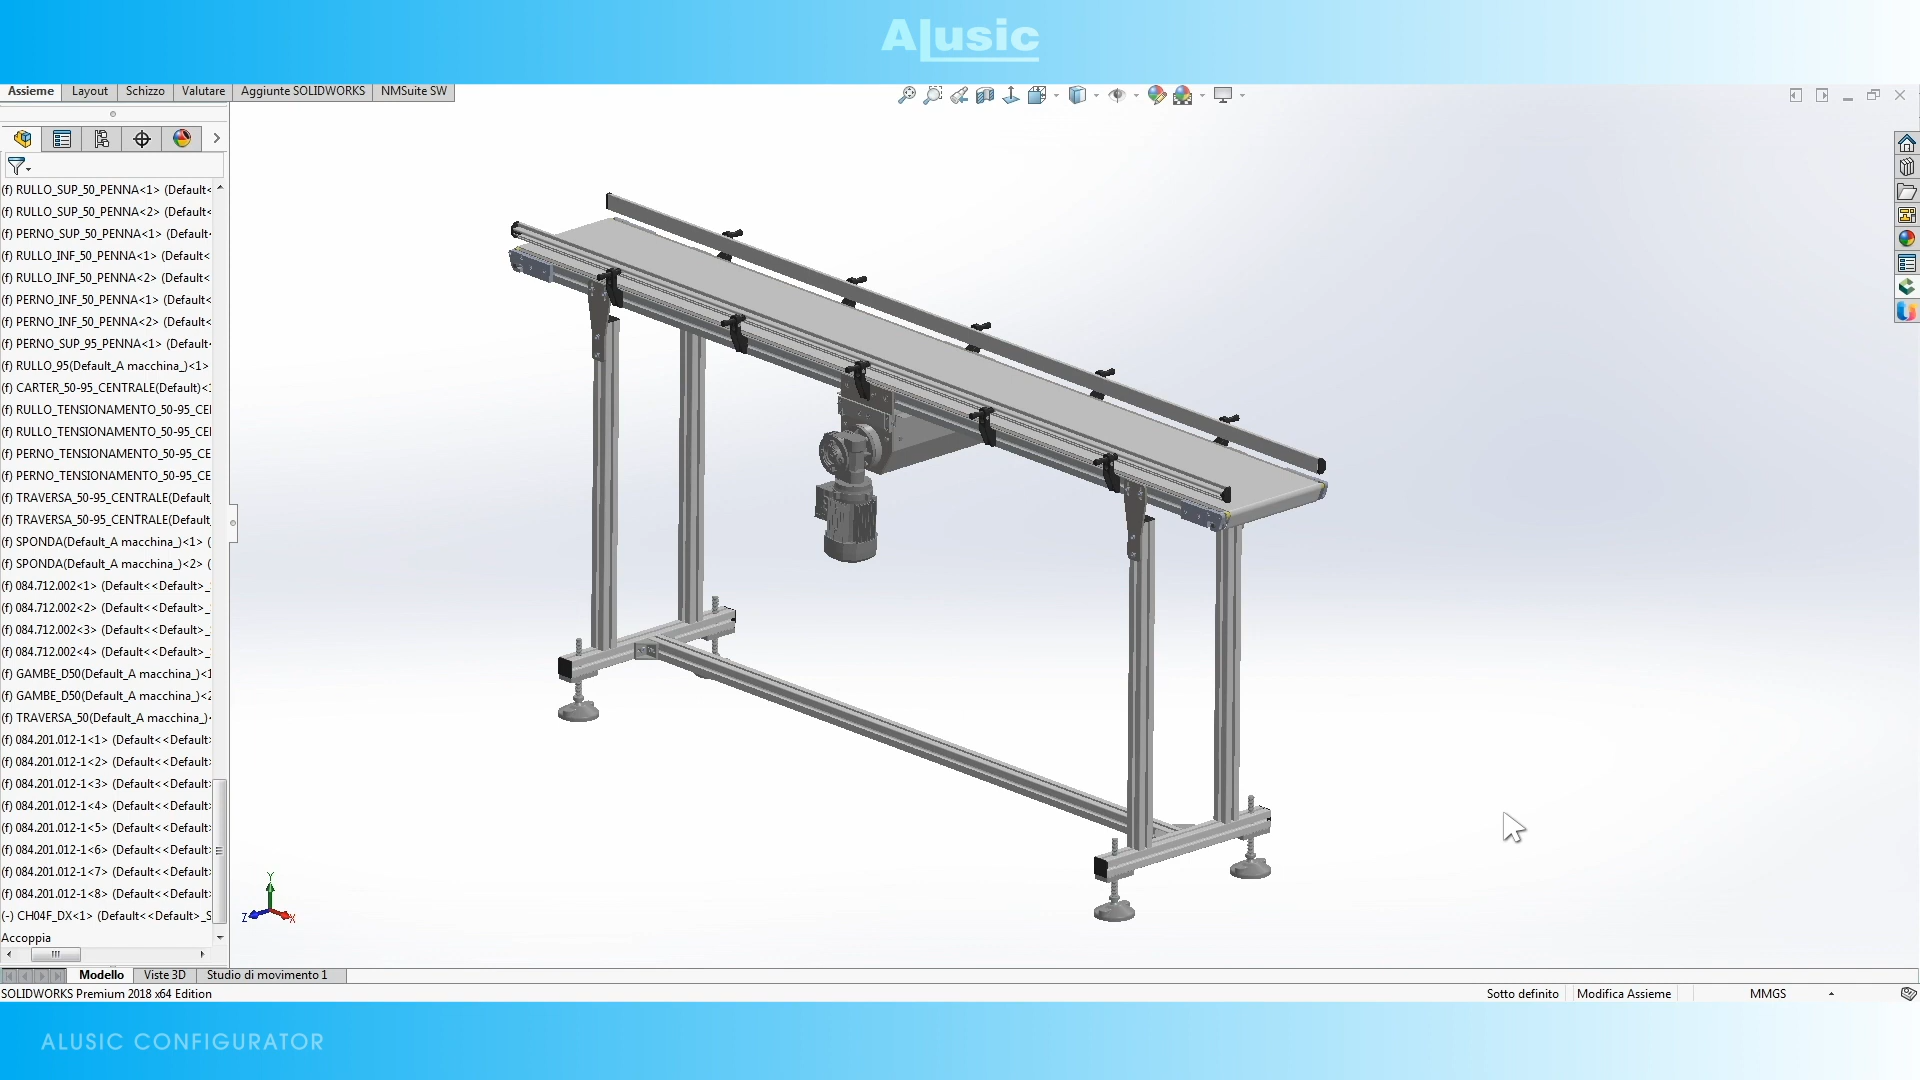 Alusic
Assieme Layout Schizzo Valutare Aggiunte SOLIDWORKS NMSuite SW
(f) RULLO_SUP_50_PENNA<1> (Default<
(f) RULLO_SUP_50_PENNA<2> (Default<
(f) PERNO_SUP_50_PENNA<1> (Default
(f) RULLO_INF_50_PENNA<1> (Default<
(f) RULLO_INF_50_PENNA<2> (Default<
(f) PERNO_INF_50_PENNA<1> (Default<
(f) PERNO_INF_50_PENNA<2> (Default<
(f) PERNO_SUP_95_PENNA<1> (Default
(f) RULLO_95(Default_A macchina_)<1>
(f) CARTER_50-95_CENTRALE(Default)<1
(f) RULLO_TENSIONAMENTO_50-95_CEI
(f) RULLO_TENSIONAMENTO_50-95_CEI
(f) PERNO_TENSIONAMENTO_50-95_CE
(f) PERNO_TENSIONAMENTO_50-95_CE
(f) TRAVERSA_50-95_CENTRALE(Default
(f) TRAVERSA_50-95_CENTRALE(Default
(f) SPONDA(Default_A macchina_)<1> (
(f) SPONDA(Default_A macchina_)<2> (
(f) 084.712.002<1> (Default<<Default>_
(f) 084.712.002<2> (Default<<Default>_
(f) 084.712.002<3> (Default<<Default>_
(f) 084.712.002<4> (Default<<Default>_
(f) GAMBE_D50(Default_A macchina_)<1
(f) GAMBE_D50(Default_A macchina_)<2
(f) TRAVERSA_50(Default_A macchina_)
(f) 084.201.012-1<1> (Default<<Default>
(f) 084.201.012-1<2> (Default<<Default>
(f) 084.201.012-1<3> (Default<<Default>
(f) 084.201.012-1<4> (Default<<Default>
(f) 084.201.012-1<5> (Default<<Default>
(f) 084.201.012-1<6> (Default<<Default>
(f) 084.201.012-1<7> (Default<<Default>
(f) 084.201.012-1<8> (Default<<Default>
(-) CH04F_DX<1> (Default<<Default>_S
Accoppia
Y
Z X
Modello Viste 3D Studio di movimento 1
SOLIDWORKS Premium 2018 x64 Edition Sotto definito Modifica Assieme MMGS
ALUSIC CONFIGURATOR